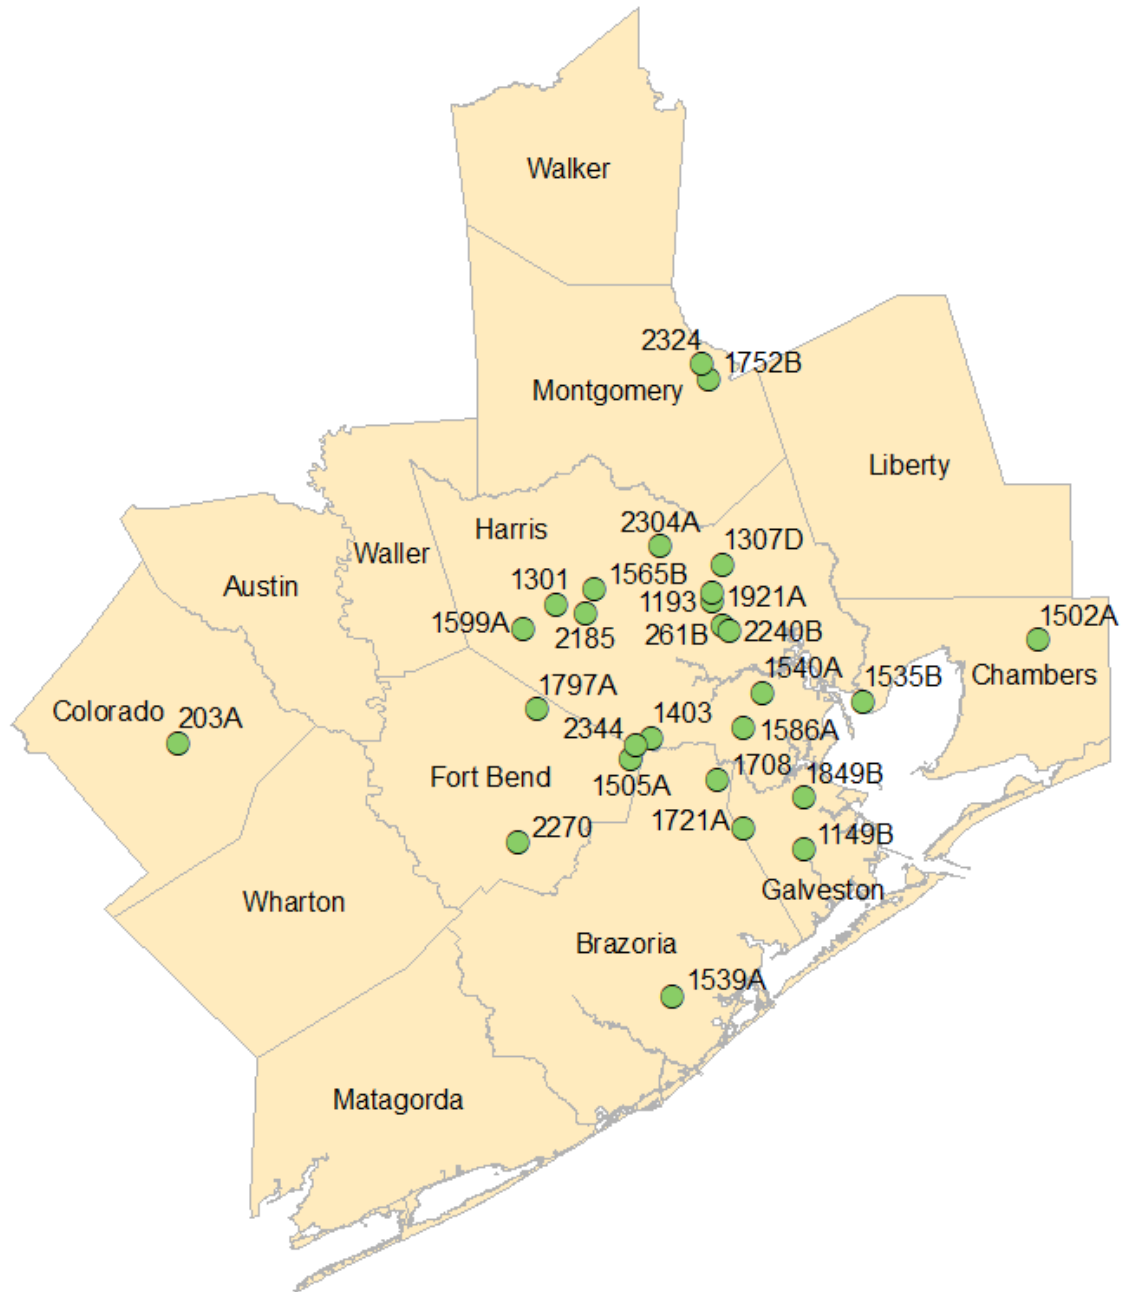 Walker
2324
1752B
Montgomery
Liberty
Harris
2304A
Waller
1307D
Austin
1301
1565B
1193
1921A
1599A
2185
261B
2240B
1502A
1540A
1535B
Chambers
Colorado
203A
1797A
2344
1403
1586A
Fort Bend
1505A
1708
1849B
2270
1721A
1149B
Wharton
Galveston
Brazoria
1539A
Matagorda